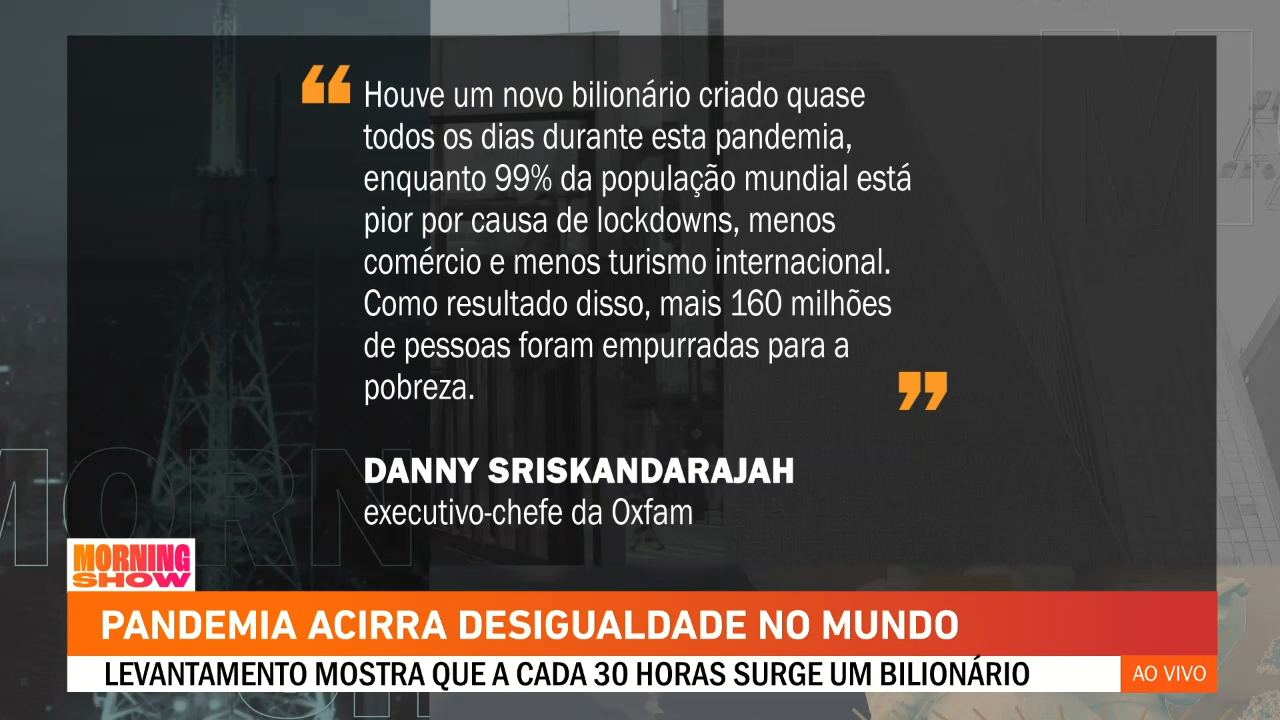 “ Houve um novo bilionário criado quase
todos os dias durante esta pandemia,
enquanto 99% da população mundial está
pior por causa de lockdowns, menos
comércio e menos turismo internacional.
Como resultado disso, mais 160 milhões
de pessoas foram empurradas para a
pobreza. ”
DANNY SRISKANDARAJAH
executivo-chefe da Oxfam
MORN
MORNING
SHOW
PANDEMIA ACIRRA DESIGUALDADE NO MUNDO
LEVANTAMENTO MOSTRA QUE A CADA 30 HORAS SURGE UM BILIONÁRIO
AO VIVO